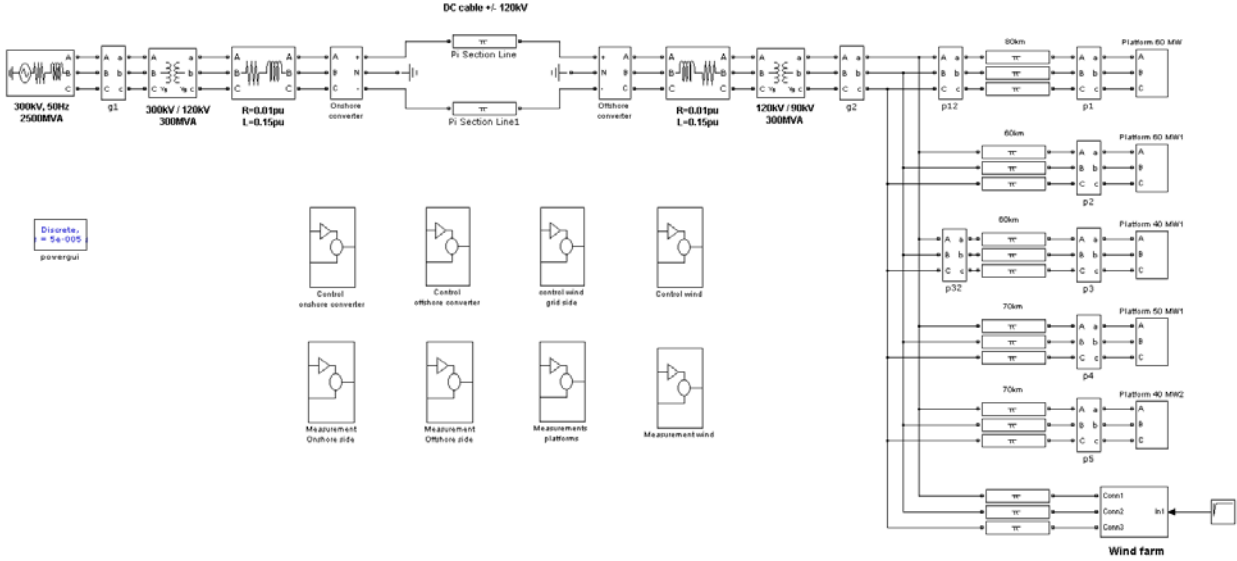 DC cable +/- 120kV
Pi Section Line
Pi Section Line1
300kV, 50Hz
2500MVA
g1
300kV / 120kV
300MVA
R=0.01pu
L=0.15pu
Onshore
converter
Offshore
converter
R=0.01pu
L=0.15pu
120kV / 90kV
300MVA
g2
p12
80km
p1
Platform 60 MW
60km
p2
Platform 60 MW1
p32
60km
p3
Platform 40 MW1
70km
p4
Platform 50 MW1
70km
p5
Platform 40 MW2
Conn1
Conn2
Conn3
In1
Wind farm
Discrete,
= 5e-005
powergui
Control
onshore converter
Control
offshore converter
control wind
grid side
Control wind
Measurement
Onshore side
Measurement
Offshore side
Measurements
platforms
Measurement wind